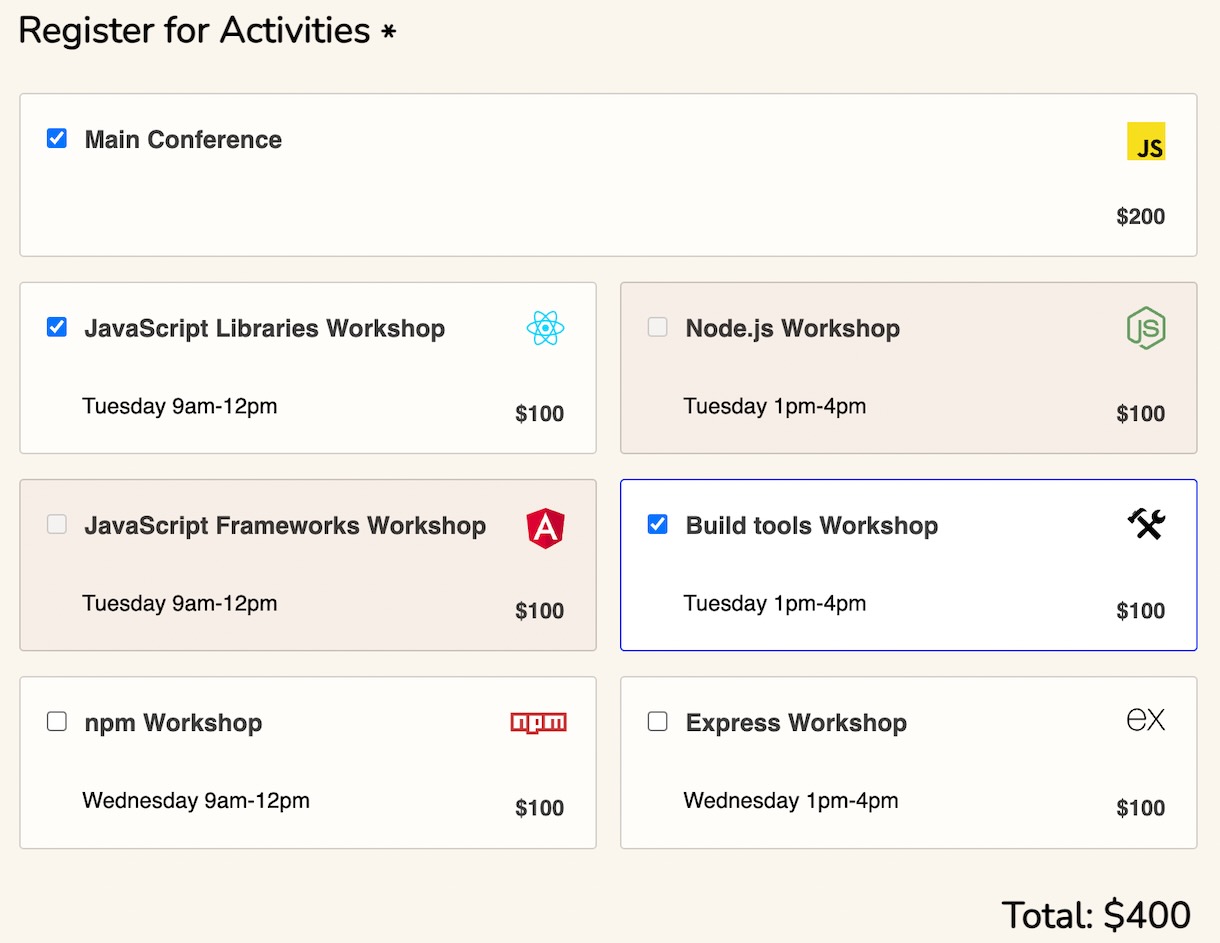 Register for Activities *
Main Conference
JS
$200
JavaScript Libraries Workshop
Tuesday 9am-12pm
$100
Node.js Workshop
JS
Tuesday 1pm-4pm
$100
JavaScript Frameworks Workshop
A
Tuesday 9am-12pm
$100
Build tools Workshop
Tuesday 1pm-4pm
$100
npm Workshop
npm
Wednesday 9am-12pm
$100
Express Workshop
ex
Wednesday 1pm-4pm
$100
Total: $400